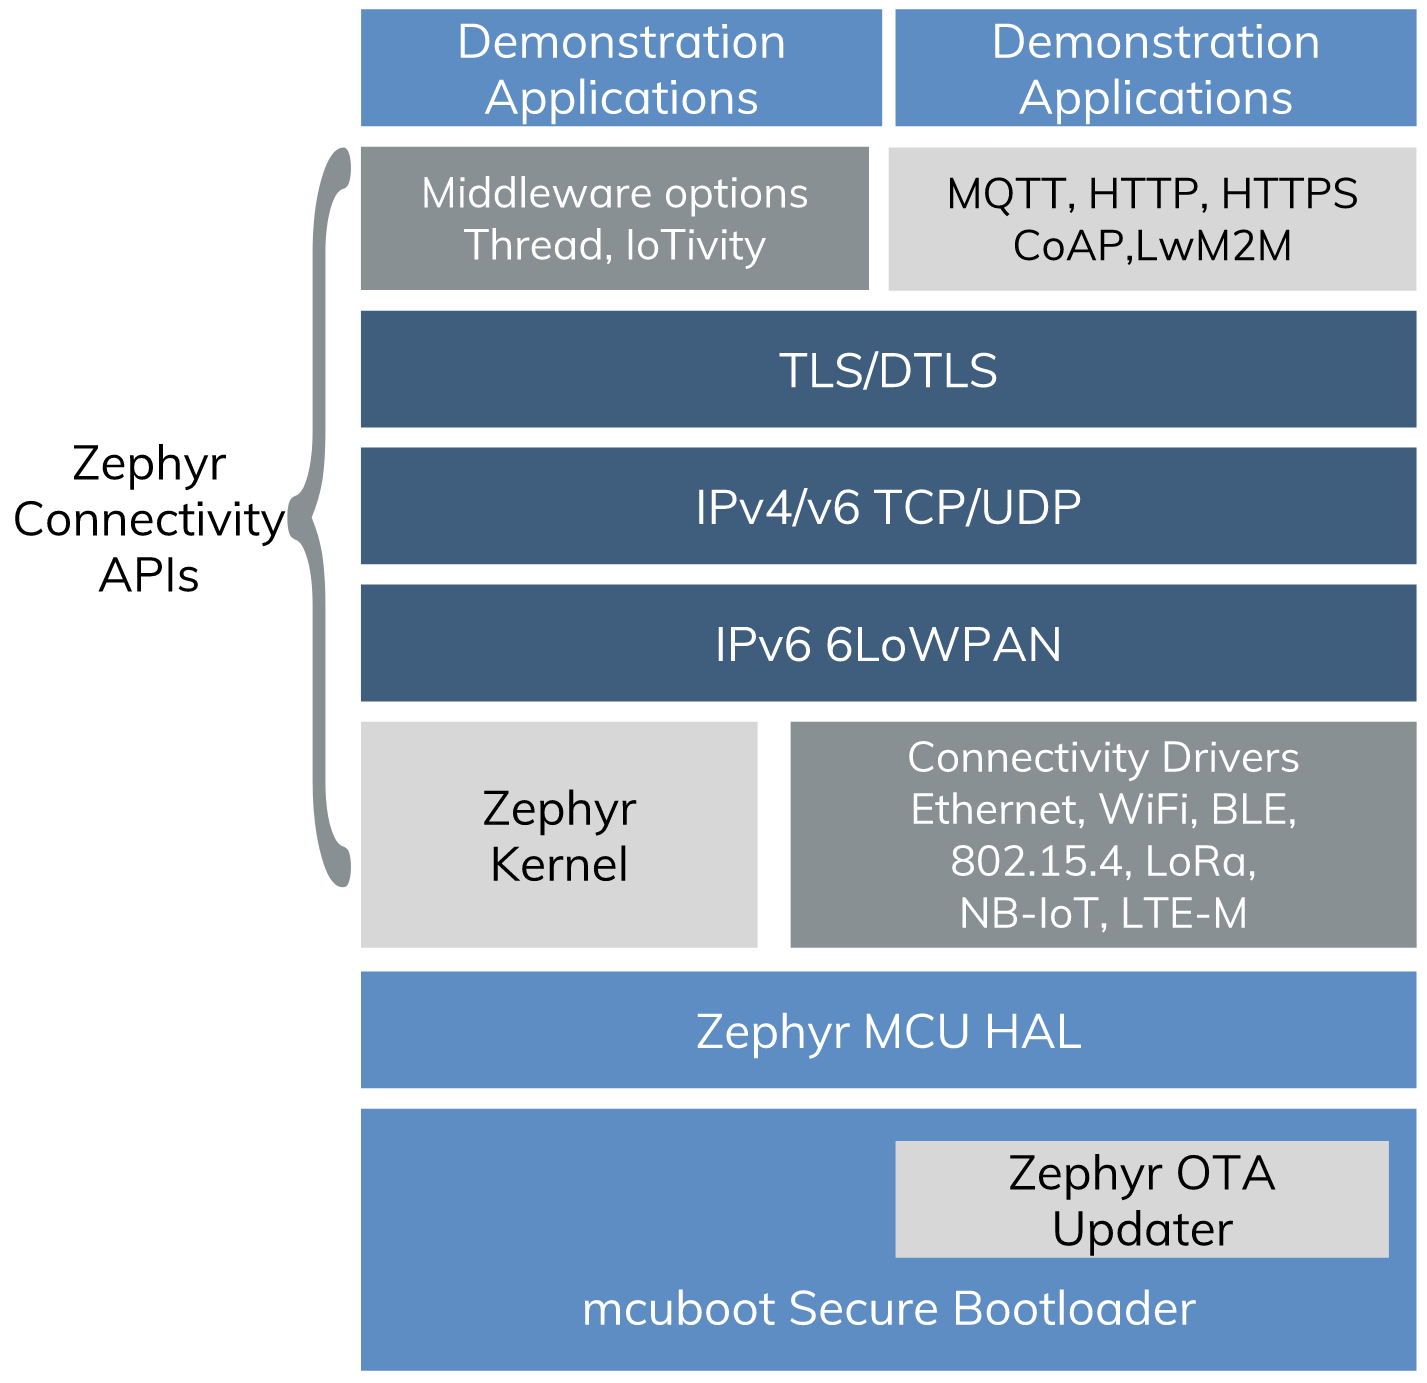 Demonstration
Applications
Demonstration
Applications
Middleware options
Thread, IoTivity
MQTT, HTTP, HTTPS
CoAP,LwM2M
TLS/DTLS
Zephyr
Connectivity
APIs
IPv4/v6 TCP/UDP
IPv6 6LoWPAN
Zephyr
Kernel
Connectivity Drivers
Ethernet, WiFi, BLE,
802.15.4, LoRa,
NB-IoT, LTE-M
Zephyr MCU HAL
Zephyr OTA
Updater
mcuboot Secure Bootloader